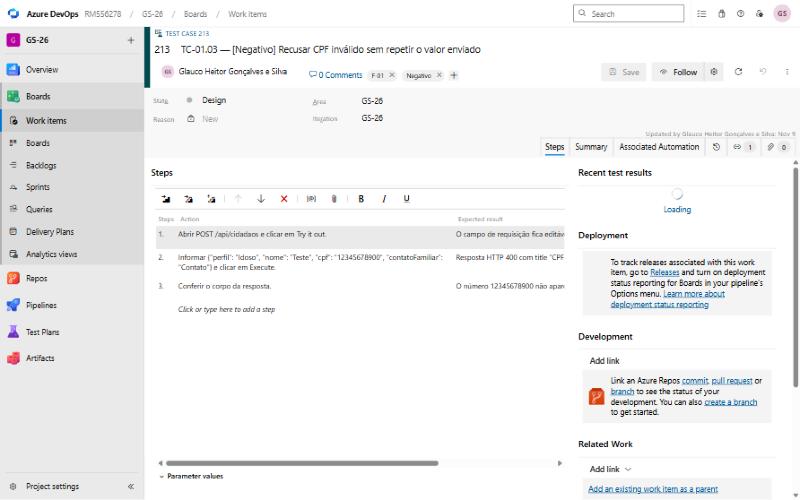 Azure DevOps RM556278 / GS-26 / Boards / Work items
Search
GS
G GS-26
Overview
Boards
Work items
Boards
Backlogs
Sprints
Queries
Delivery Plans
Analytics views
Repos
Pipelines
Test Plans
Artifacts
Project settings
TEST CASE 213
213 TC-01.03 — [Negativo] Recusar CPF inválido sem repetir o valor enviado
GS Glauco Heitor Gonçalves e Silva
0 Comments
F-01
Negativo
Save
Follow
State Design
Area GS-26
Reason New
Iteration GS-26
Updated by Glauco Heitor Gonçalves e Silva: Nov 9
Steps Summary Associated Automation 1 0
Steps
B I U
Steps Action Expected result
1. Abrir POST /api/cidadaos e clicar em Try it out. O campo de requisição fica editáv
2. Informar {"perfil": "Idoso", "nome": "Teste", "cpf": "12345678900", "contatoFamiliar": Resposta HTTP 400 com title "CPF
"Contato"} e clicar em Execute.
3. Conferir o corpo da resposta. O número 12345678900 não apare
Click or type here to add a step
Parameter values
Recent test results
Loading
Deployment
To track releases associated with this work
item, go to Releases and turn on deployment
status reporting for Boards in your pipeline's
Options menu. Learn more about
deployment status reporting
Development
Add link
Link an Azure Repos commit, pull request or
branch to see the status of your
development. You can also create a branch
to get started.
Related Work
Add link
Add an existing work item as a parent